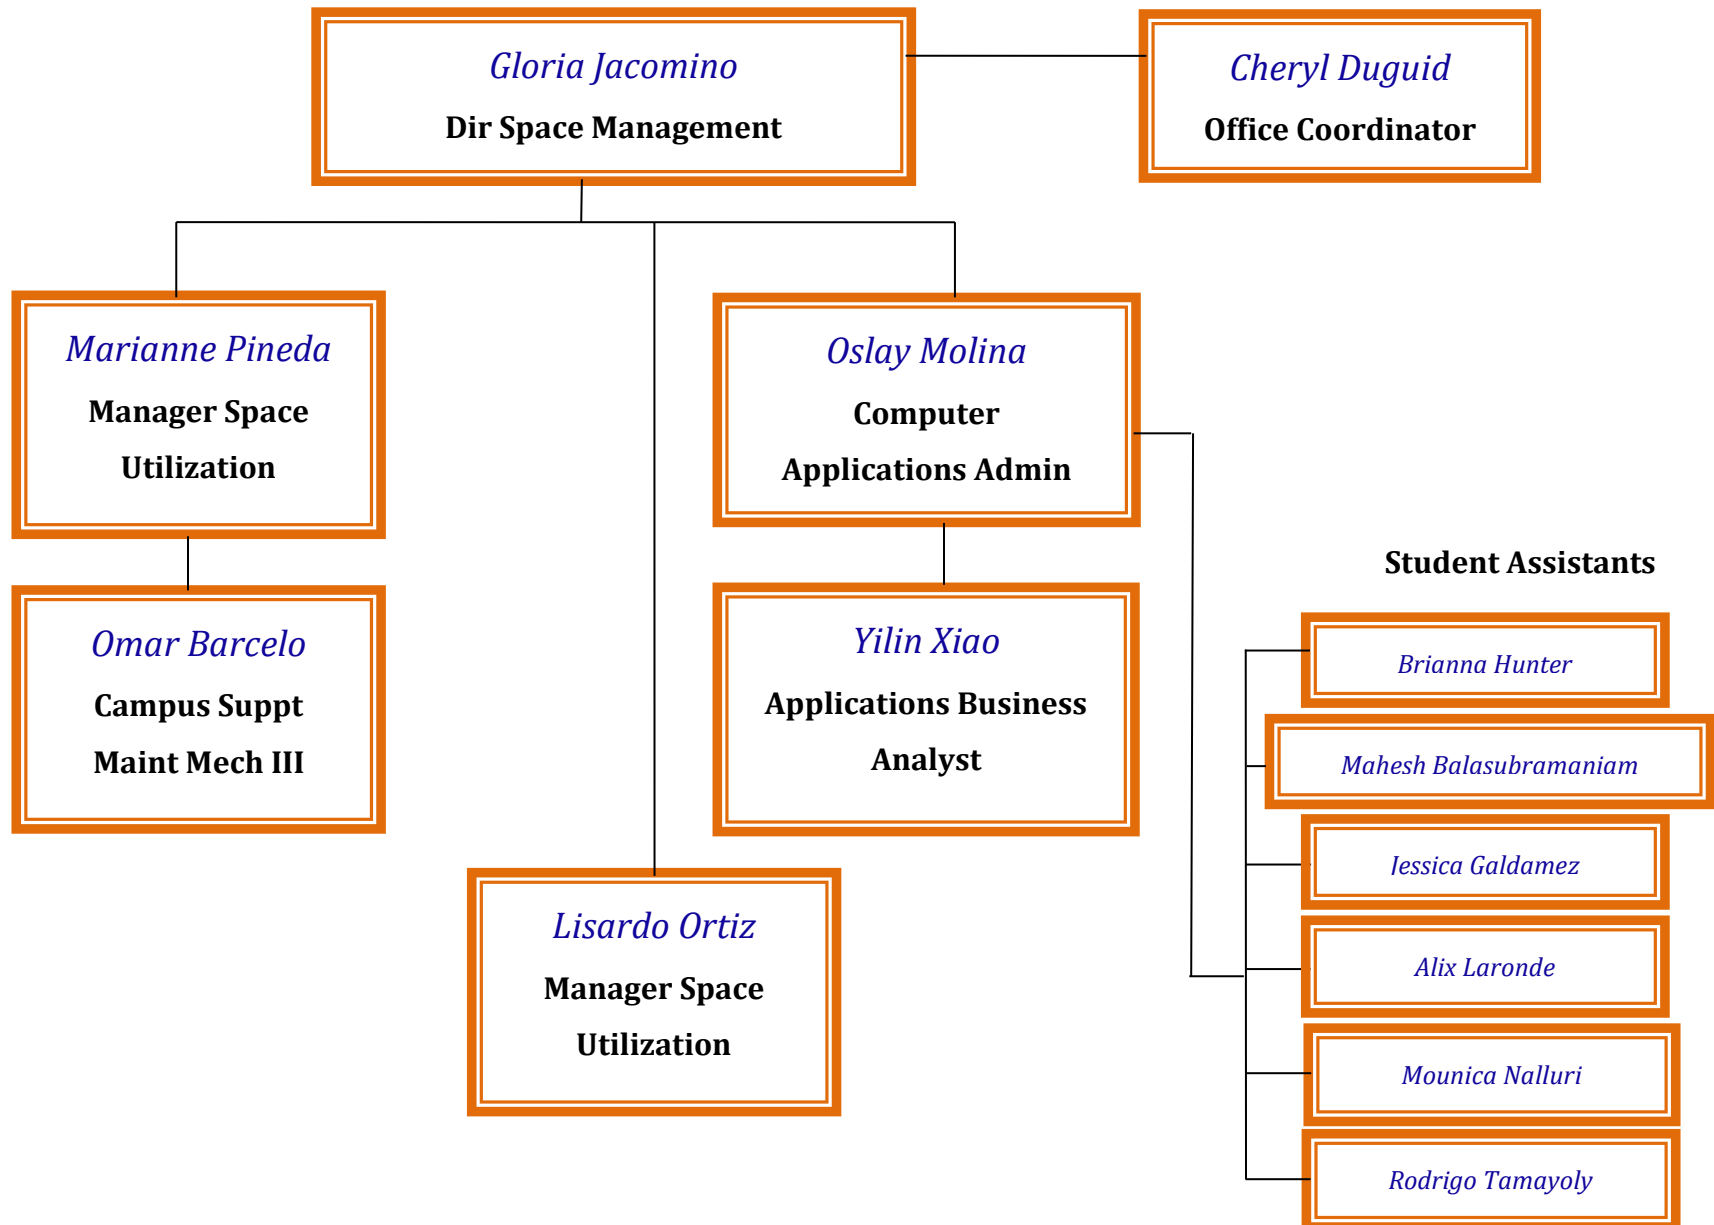 Gloria Jacomino
Dir Space Management
Cheryl Duguid
Office Coordinator
Marianne Pineda
Manager Space
Utilization
Oslay Molina
Computer
Applications Admin
Omar Barcelo
Campus Suppt
Maint Mech III
Yilin Xiao
Applications Business
Analyst
Lisardo Ortiz
Manager Space
Utilization
Student Assistants
Brianna Hunter
Mahesh Balasubramaniam
Jessica Galdamez
Alix Laronde
Mounica Nalluri
Rodrigo Tamayoly